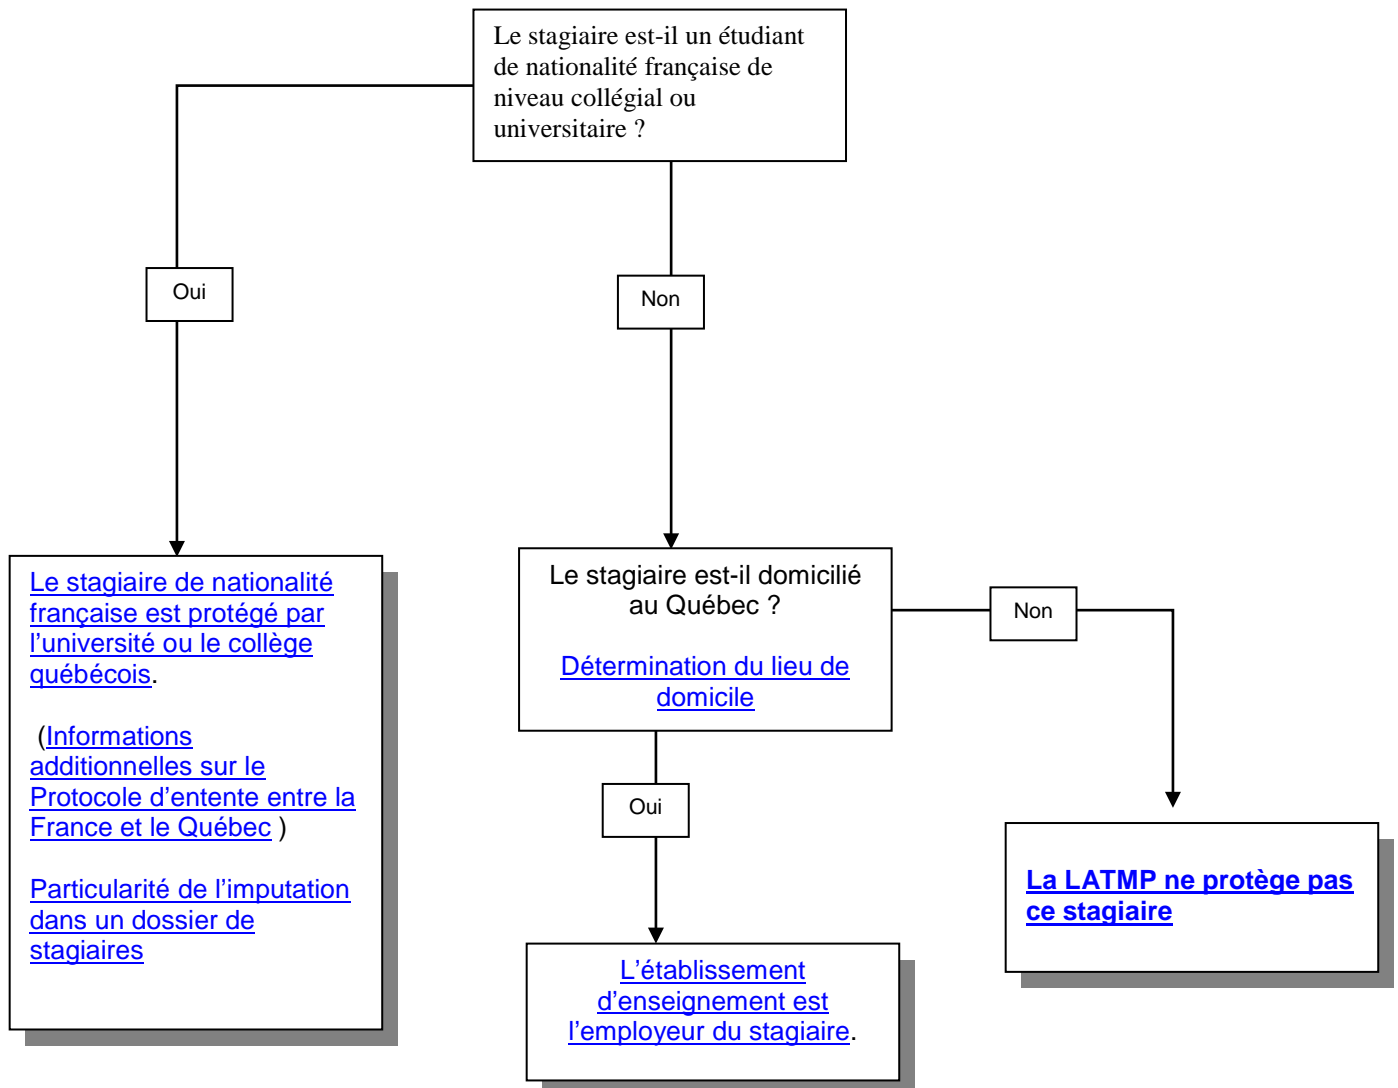 Le stagiaire est-il un étudiant
de nationalité française de
niveau collégial ou
universitaire ?
Oui
Non
Le stagiaire de nationalité
française est protégé par
l’université ou le collège
québécois.
(Informations
additionnelles sur le
Protocole d’entente entre la
France et le Québec )
Particularité de l’imputation
dans un dossier de
stagiaires
Le stagiaire est-il domicilié
au Québec ?
Détermination du lieu de
domicile
Non
Oui
La LATMP ne protège pas
ce stagiaire
L’établissement
d’enseignement est
l’employeur du stagiaire.